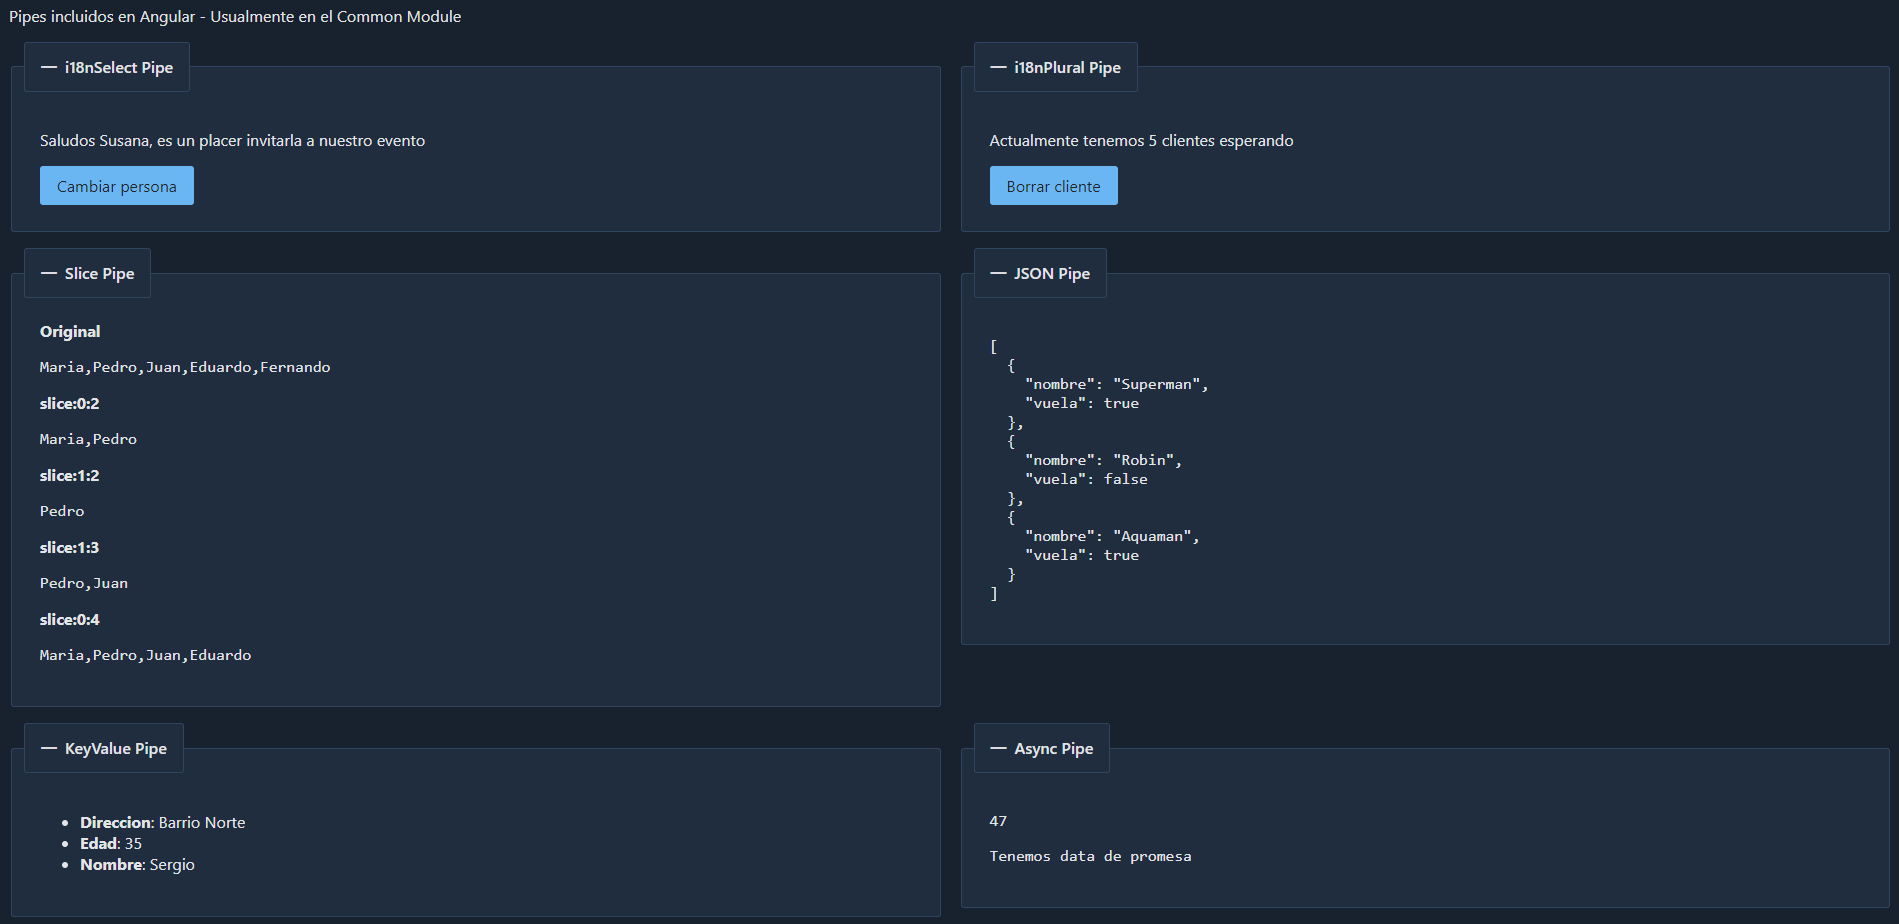 Pipes incluidos en Angular - Usualmente en el Common Module
i18nSelect Pipe
Saludos Susana, es un placer invitarla a nuestro evento
Cambiar persona
i18nPlural Pipe
Actualmente tenemos 5 clientes esperando
Borrar cliente
Slice Pipe
Original
Maria,Pedro,Juan,Eduardo,Fernando
slice:0:2
Maria,Pedro
slice:1:2
Pedro
slice:1:3
Pedro,Juan
slice:0:4
Maria,Pedro,Juan,Eduardo
JSON Pipe
[
  {
    "nombre": "Superman",
    "vuela": true
  },
  {
    "nombre": "Robin",
    "vuela": false
  },
  {
    "nombre": "Aquaman",
    "vuela": true
  }
]
KeyValue Pipe
• Direccion: Barrio Norte
• Edad: 35
• Nombre: Sergio
Async Pipe
47
Tenemos data de promesa